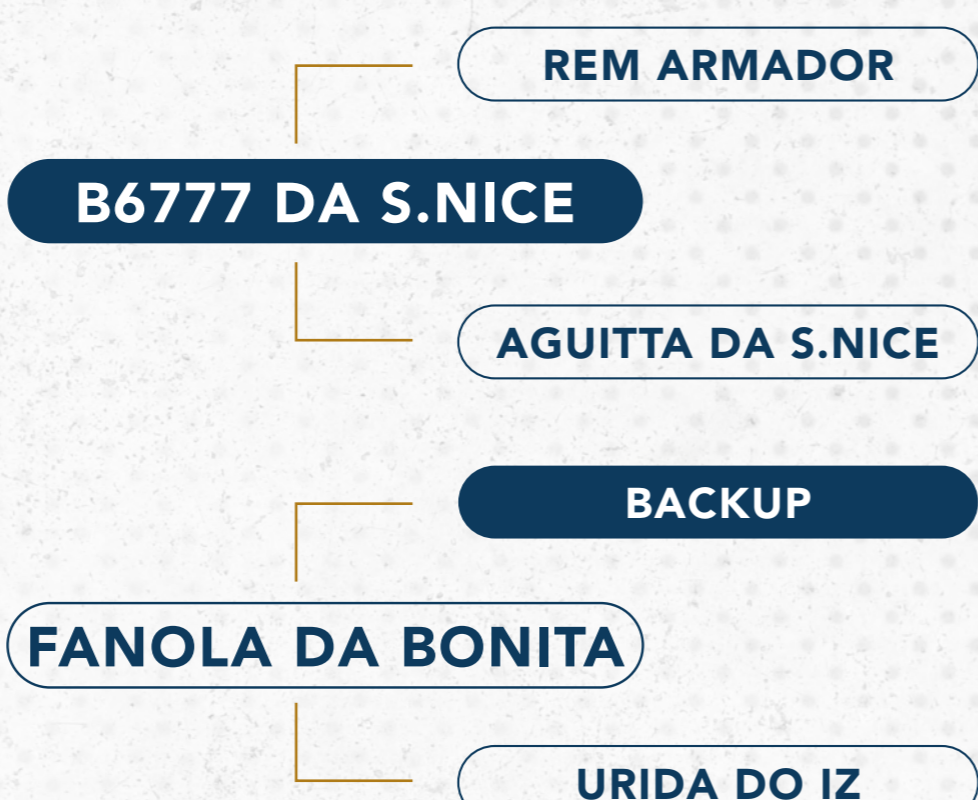 REM ARMADOR
B6777 DA S.NICE
AGUITTA DA S.NICE
BACKUP
FANOLA DA BONITA
URIDA DO IZ